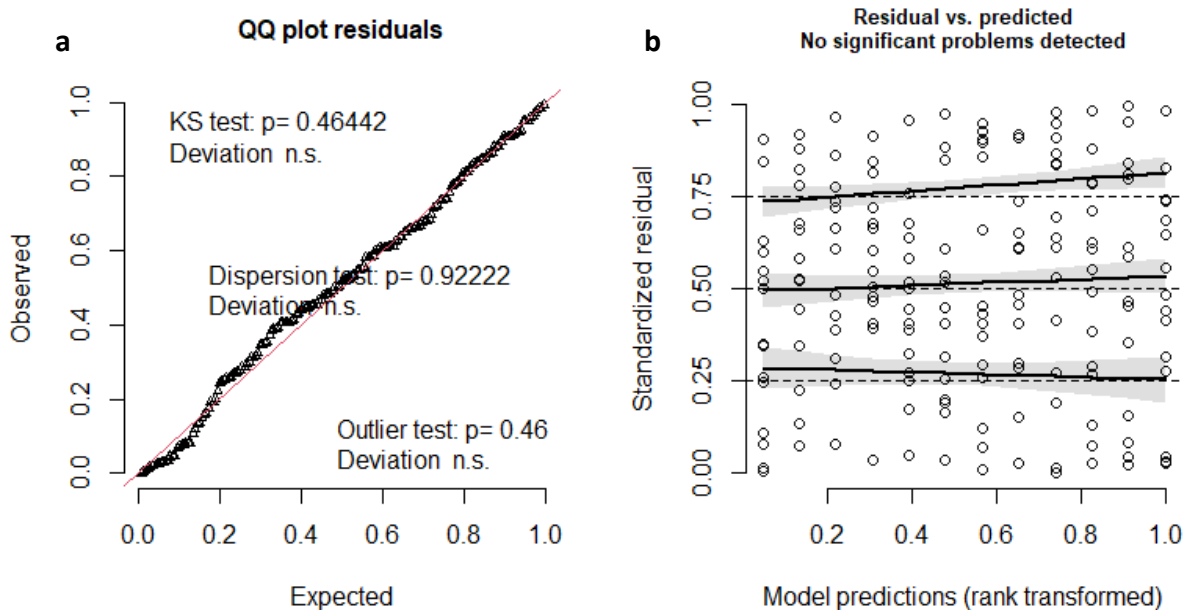 a
QQ plot residuals
KS test: p= 0.46442
Deviation n.s.
Dispersion test: p= 0.92222
Deviation n.s.
Outlier test: p= 0.46
Deviation n.s.
Observed
0.0 0.2 0.4 0.6 0.8 1.0
0.0 0.2 0.4 0.6 0.8 1.0
Expected
b
Residual vs. predicted
No significant problems detected
Standardized residual
0.00 0.25 0.50 0.75 1.00
0.2 0.4 0.6 0.8 1.0
Model predictions (rank transformed)